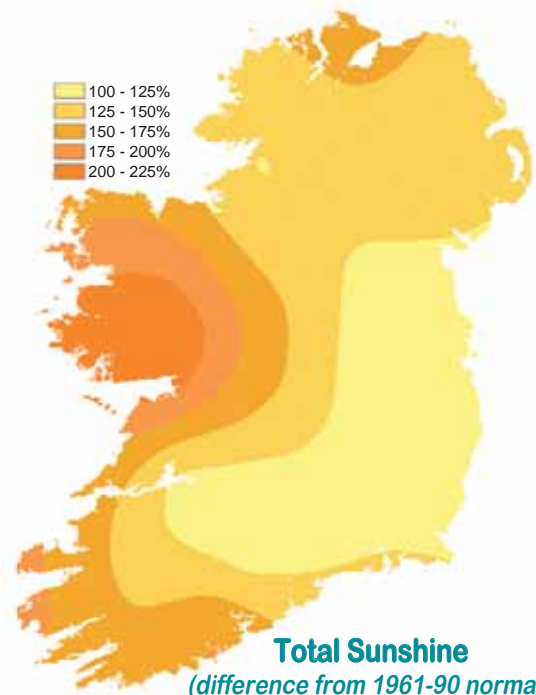 100 - 125%
125 - 150%
150 - 175%
175 - 200%
200 - 225%
Total Sunshine
(difference from 1961-90 norma